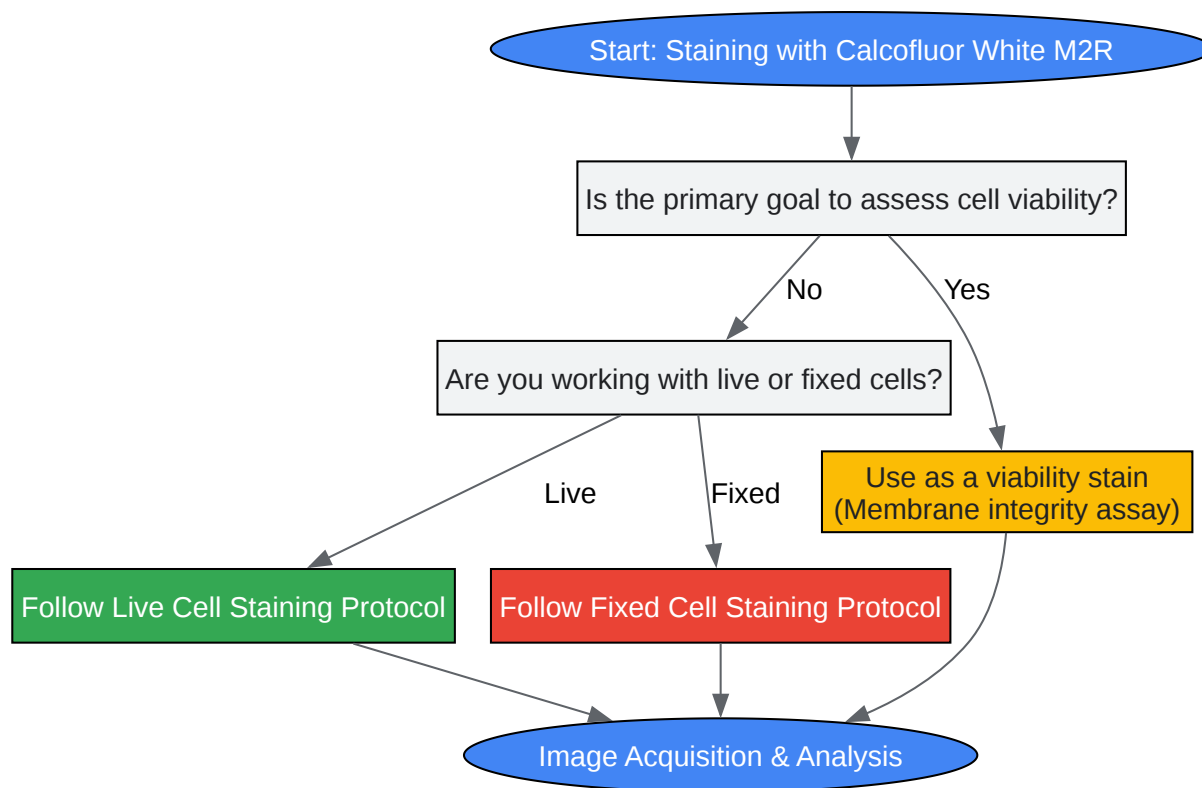 Start: Staining with Calcofluor White M2R
Is the primary goal to assess cell viability?
No
Yes
Are you working with live or fixed cells?
Use as a viability stain
(Membrane integrity assay)
Live
Fixed
Follow Live Cell Staining Protocol
Follow Fixed Cell Staining Protocol
Image Acquisition & Analysis